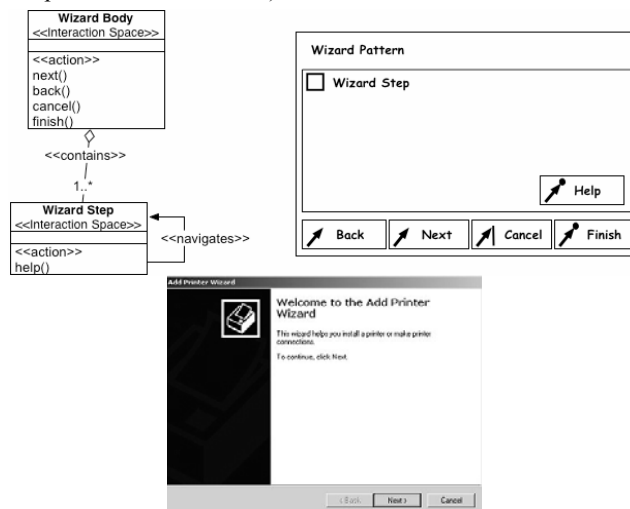 Wizard Body
<<Interaction Space>>
<<action>>
next()
back()
cancel()
finish()
<<contains>>
1..*
Wizard Step
<<Interaction Space>>
<<action>>
help()
<<navigates>>
Wizard Pattern
Wizard Step
Help
Back
Next
Cancel
Finish
Add Printer Wizard
Welcome to the Add Printer
Wizard
This wizard helps you install a printer or make printer
connections.
To continue, click Next.
< Back
Next >
Cancel